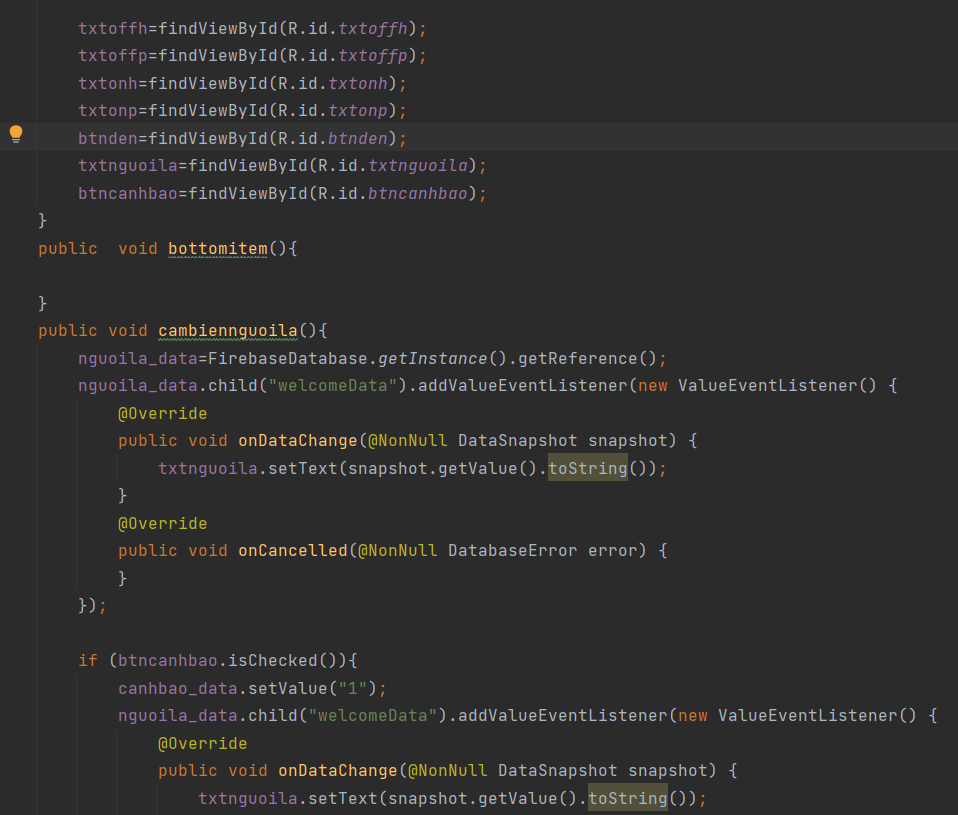 txtoffh=findViewById(R.id.txtoffh);
txtoffp=findViewById(R.id.txtoffp);
txtonh=findViewById(R.id.txtonh);
txtonp=findViewById(R.id.txtonp);
btnden=findViewById(R.id.btnden);
txtnguoila=findViewById(R.id.txtnguoila);
btncanhbao=findViewById(R.id.btncanhbao);
}
public  void bottomitem(){
}
public void cambiennguoila(){
nguoila_data=FirebaseDatabase.getInstance().getReference();
nguoila_data.child("welcomeData").addValueEventListener(new ValueEventListener() {
@Override
public void onDataChange(@NonNull DataSnapshot snapshot) {
txtnguoila.setText(snapshot.getValue().toString());
}
@Override
public void onCancelled(@NonNull DatabaseError error) {
}
});
if (btncanhbao.isChecked()){
canhbao_data.setValue("1");
nguoila_data.child("welcomeData").addValueEventListener(new ValueEventListener() {
@Override
public void onDataChange(@NonNull DataSnapshot snapshot) {
txtnguoila.setText(snapshot.getValue().toString());